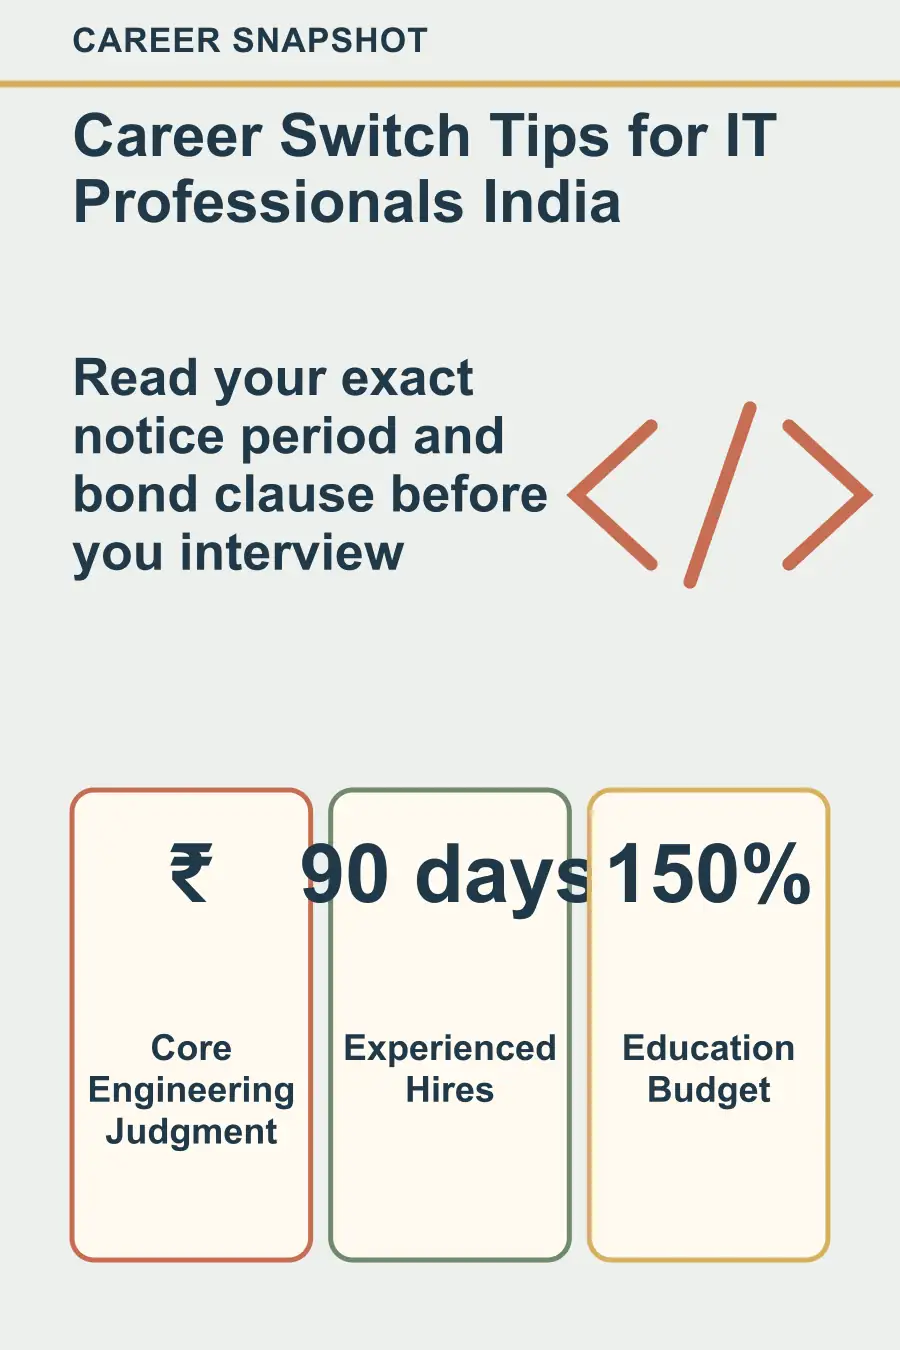 CAREER SNAPSHOT
Career Switch Tips for IT
Professionals India
Read your exact
notice period and
bond clause before
you interview
₹
90 days
150%
Core
Engineering
Judgment
Experienced
Hires
Education
Budget